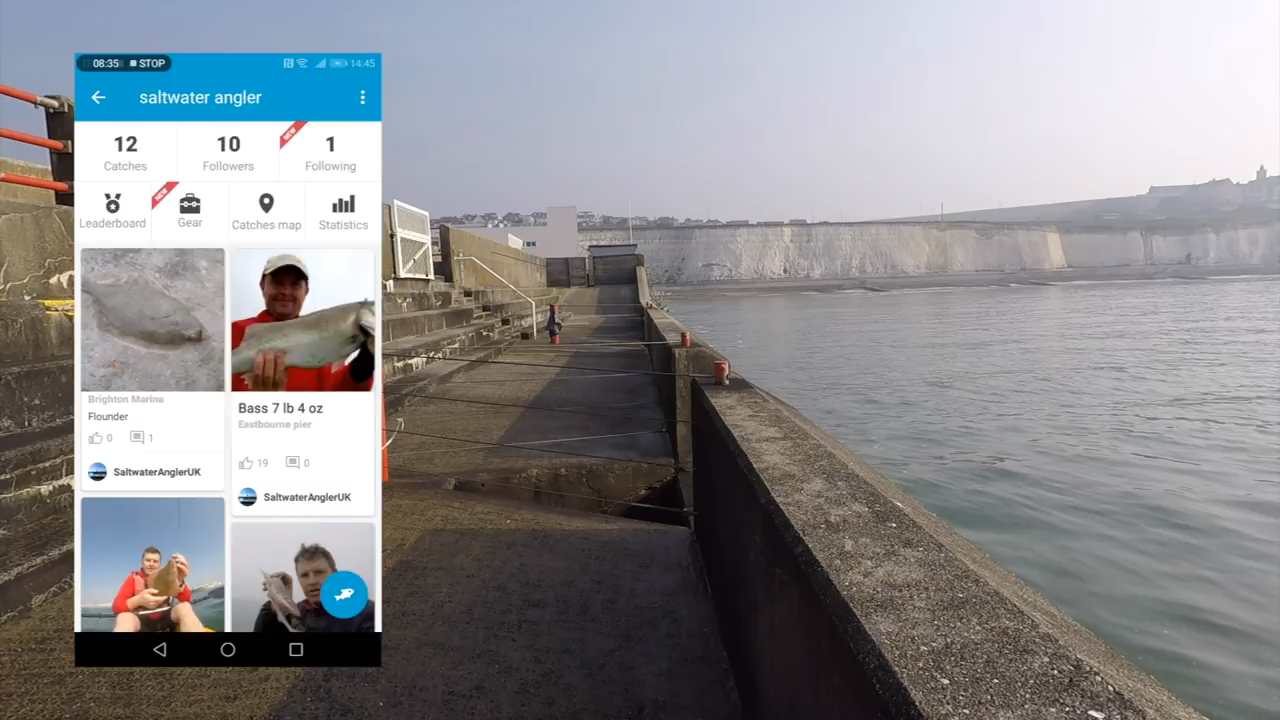 08:35 STOP 14:45
saltwater angler
12 10 NEW 1
Catches Followers Following
NEW
Leaderboard Gear Catches map Statistics
Brighton Marina
Flounder
0 1
SaltwaterAnglerUK
Bass 7 lb 4 oz
Eastbourne pier
19 0
SaltwaterAnglerUK